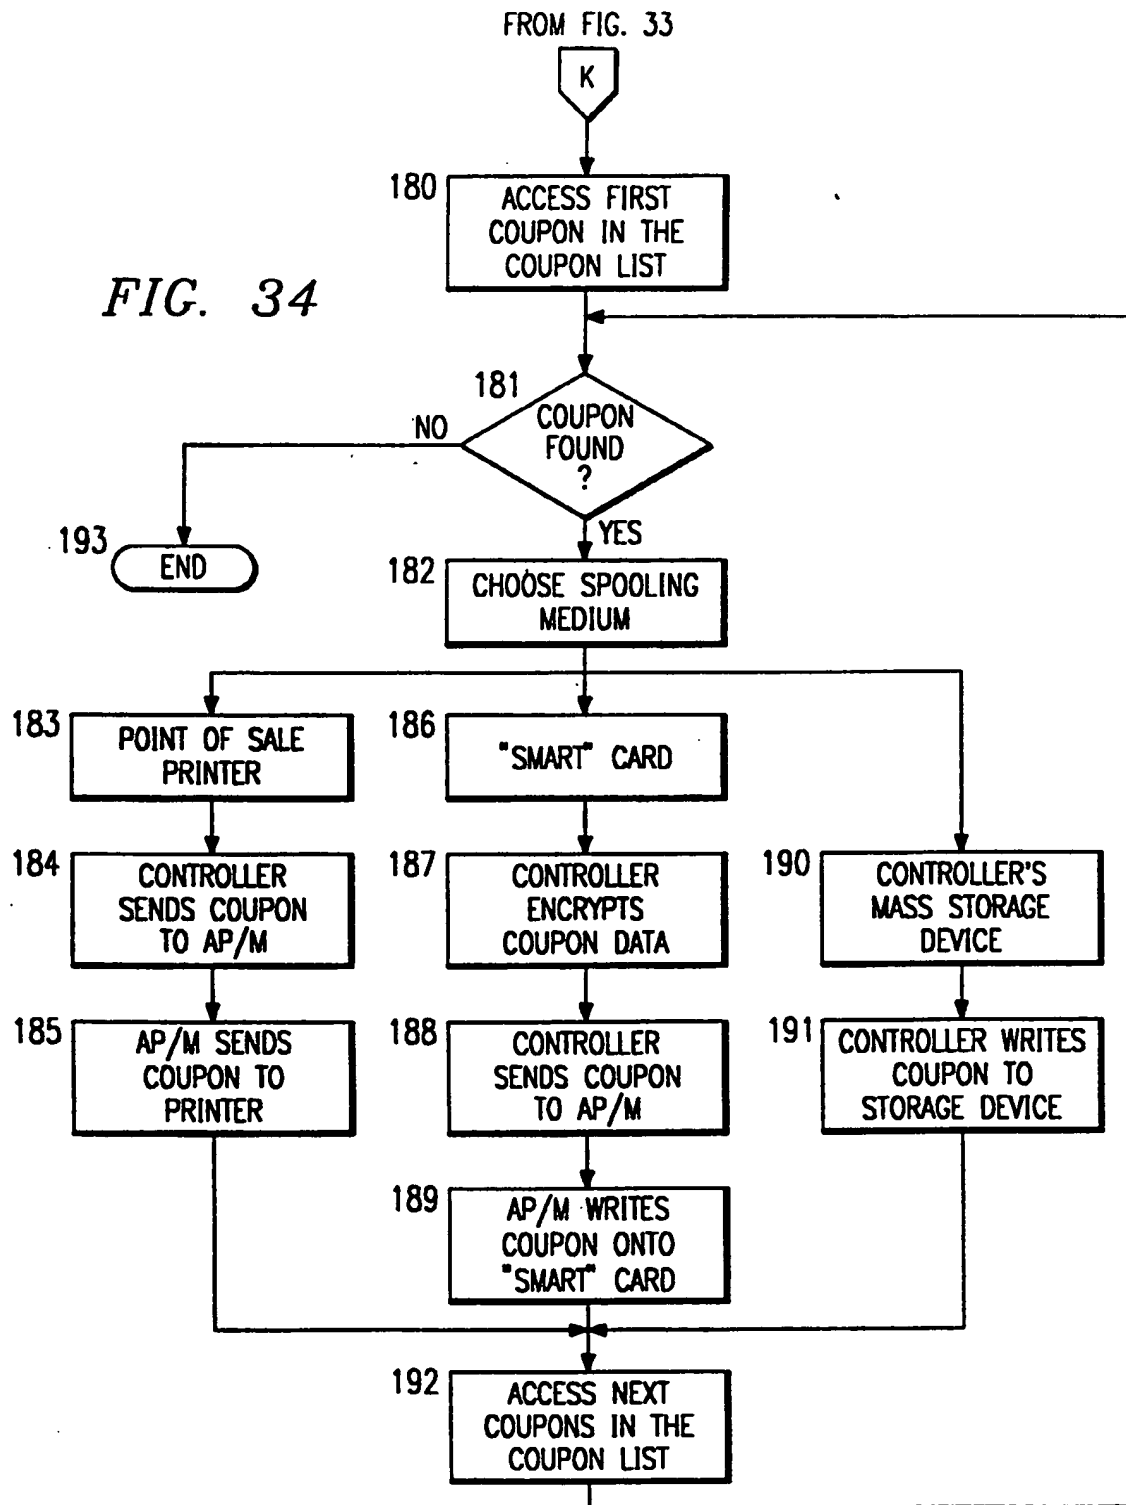 FROM FIG. 33
K
180
ACCESS FIRST
COUPON IN THE
COUPON LIST
FIG. 34
181
COUPON
FOUND
?
NO
YES
193
END
182
CHOOSE SPOOLING
MEDIUM
183
POINT OF SALE
PRINTER
186
"SMART" CARD
184
CONTROLLER
SENDS COUPON
TO AP/M
187
CONTROLLER
ENCRYPTS
COUPON DATA
190
CONTROLLER'S
MASS STORAGE
DEVICE
185
AP/M SENDS
COUPON TO
PRINTER
188
CONTROLLER
SENDS COUPON
TO AP/M
191
CONTROLLER WRITES
COUPON TO
STORAGE DEVICE
189
AP/M WRITES
COUPON ONTO
"SMART" CARD
192
ACCESS NEXT
COUPONS IN THE
COUPON LIST